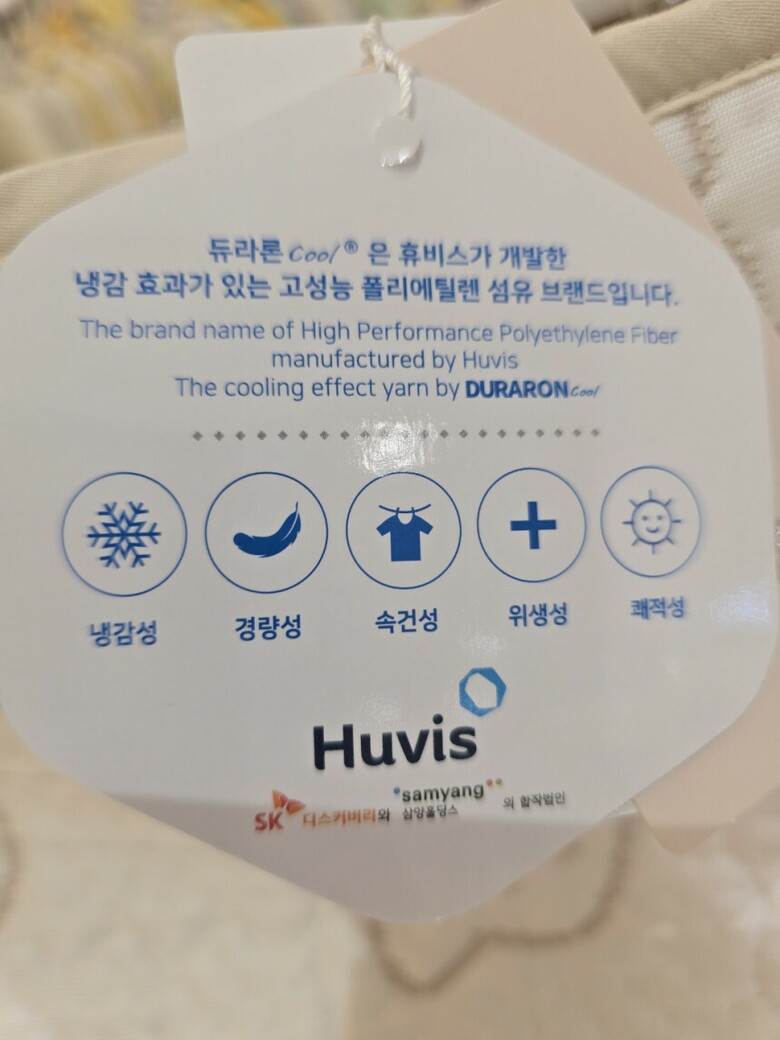 듀라론 Cool® 은 휴비스가 개발한
냉감 효과가 있는 고성능 폴리에틸렌 섬유 브랜드입니다.
The brand name of High Performance Polyethylene Fiber
manufactured by Huvis
The cooling effect yarn by DURARON Cool
냉감성 경량성 속건성 위생성 쾌적성
Huvis
SK 디스커버리와 samyang 삼양홀딩스 의 합작법인